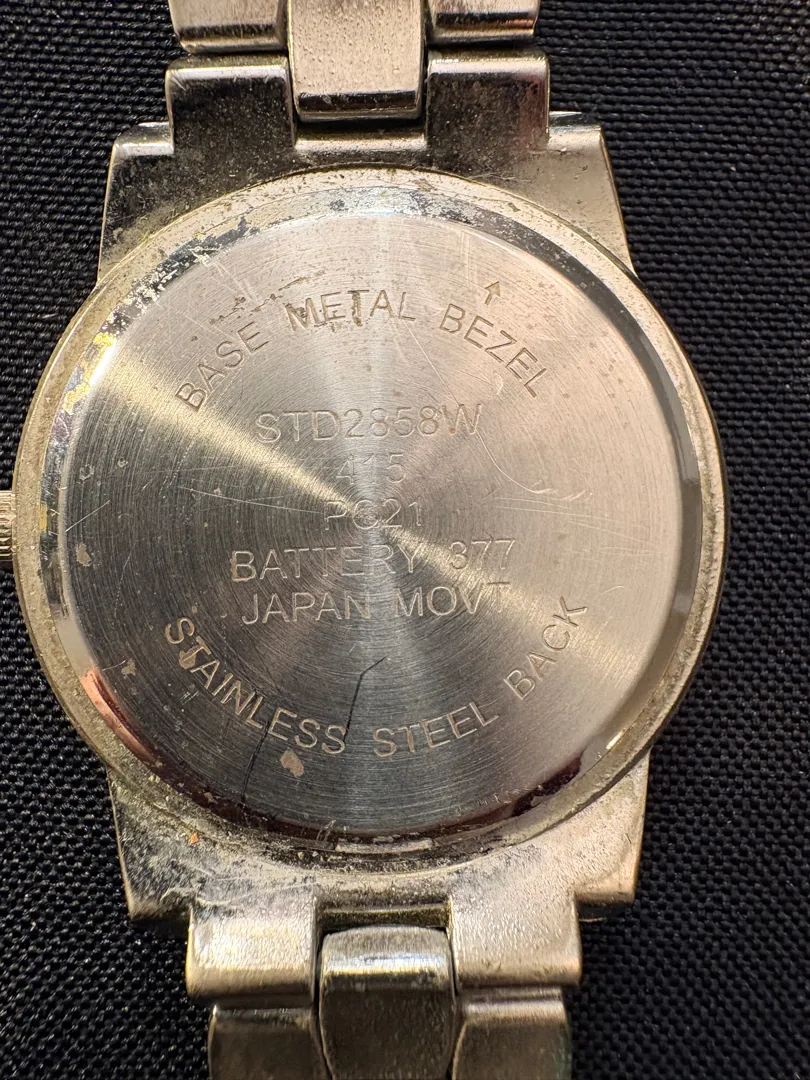 BASE METAL BEZEL
STD2858W
415
PC21
BATTERY 377
JAPAN MOVT
STAINLESS STEEL BACK